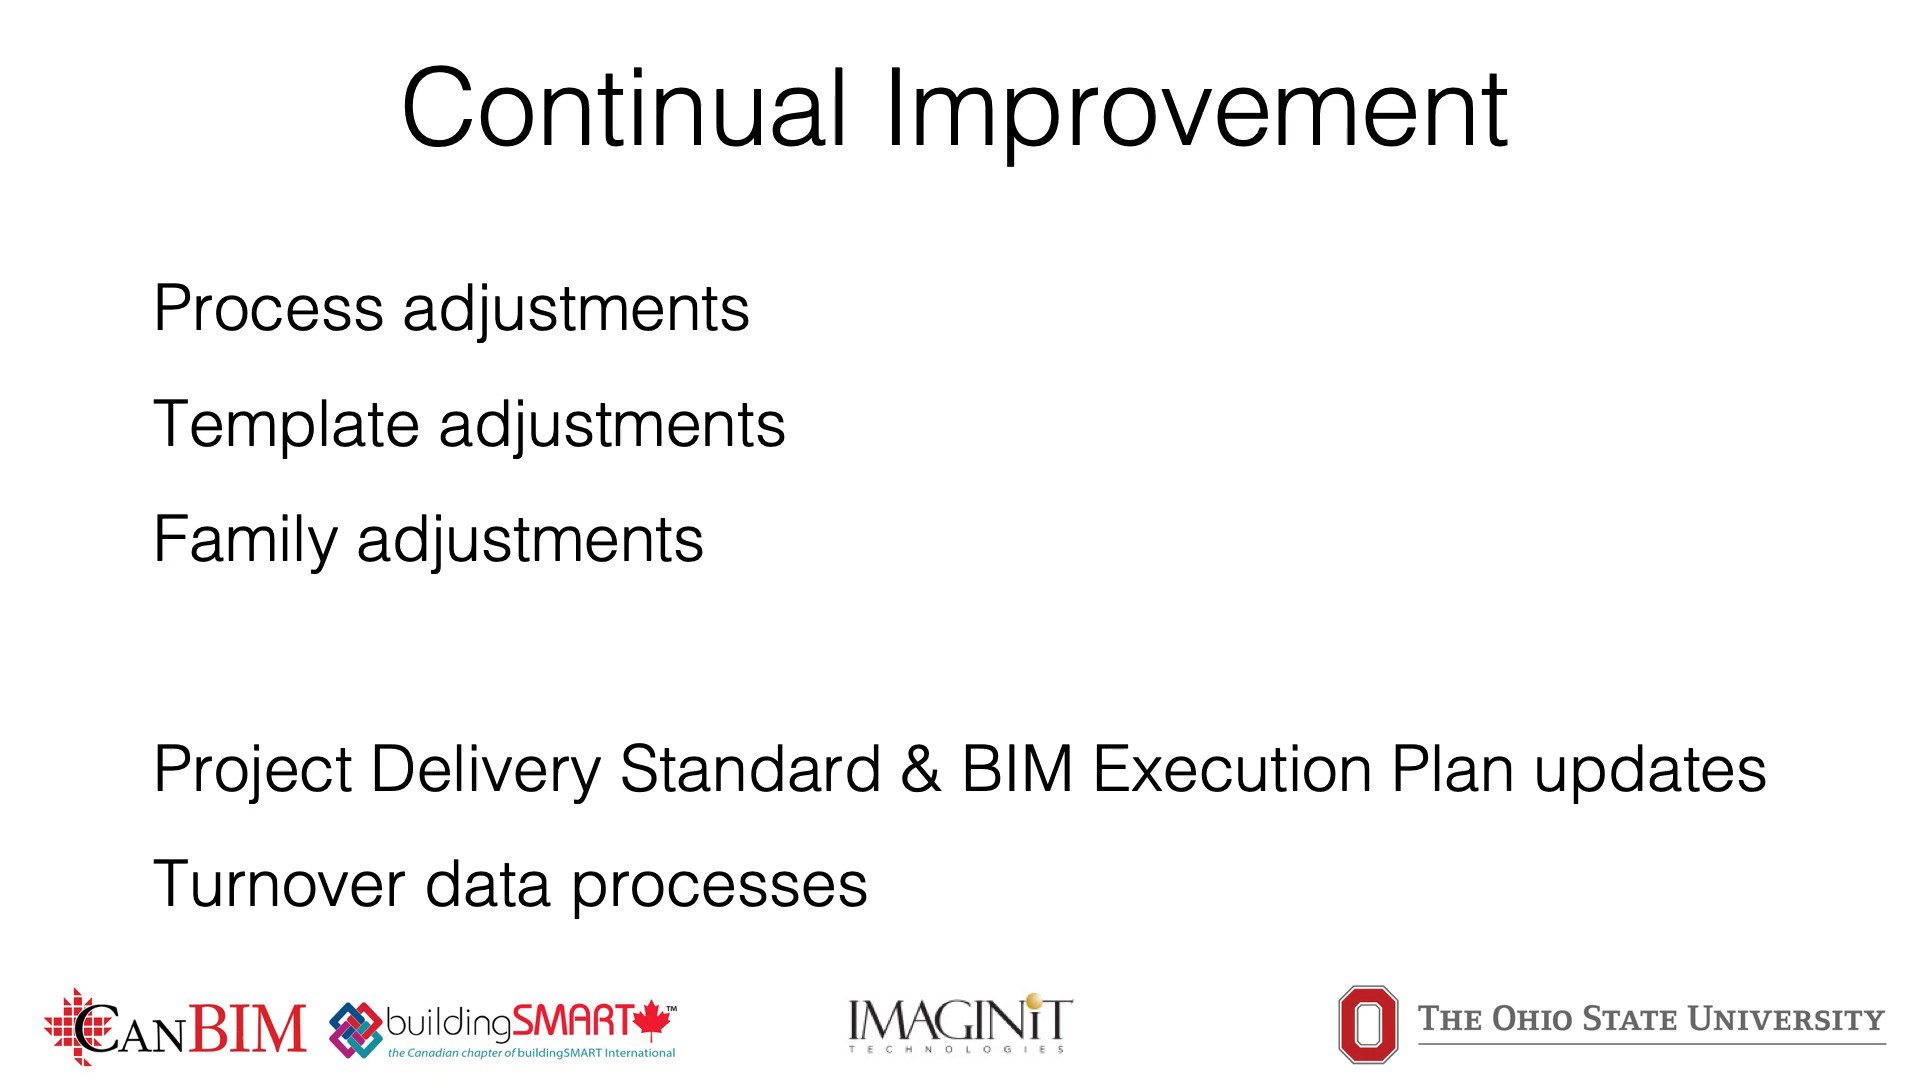 Continual Improvement
Process adjustments
Template adjustments
Family adjustments
Project Delivery Standard & BIM Execution Plan updates
Turnover data processes
CANBIM
buildingSMART™
the Canadian chapter of buildingSMART International
IMAGINiT
TECHNOLOGIES
THE OHIO STATE UNIVERSITY